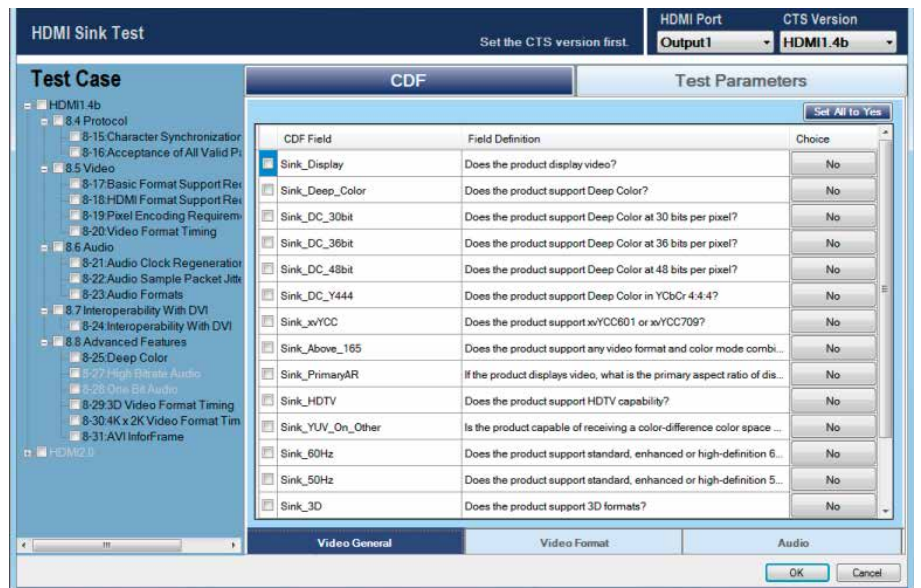 HDMI Sink Test
Set the CTS version first.
HDMI Port
CTS Version
Output1
HDMI1.4b
Test Case
HDMI1.4b
8.4 Protocol
8-15:Character Synchronization
8-16:Acceptance of All Valid Pa
8.5 Video
8-17:Basic Format Support Req
8-18:HDMI Format Support Req
8-19:Pixel Encoding Requirem
8-20:Video Format Timing
8.6 Audio
8-21:Audio Clock Regeneration
8-22:Audio Sample Packet Jitte
8-23:Audio Formats
8.7 Interoperability With DVI
8-24:Interoperability With DVI
8.8 Advanced Features
8-25:Deep Color
8-27:High Bitrate Audio
8-28:One Bit Audio
8-29:3D Video Format Timing
8-30:4K x 2K Video Format Tim
8-31:AVI InforFrame
HDMI2.0
CDF
Test Parameters
Set All to Yes
CDF Field Field Definition Choice
Sink_Display Does the product display video? No
Sink_Deep_Color Does the product support Deep Color? No
Sink_DC_30bit Does the product support Deep Color at 30 bits per pixel? No
Sink_DC_36bit Does the product support Deep Color at 36 bits per pixel? No
Sink_DC_48bit Does the product support Deep Color at 48 bits per pixel? No
Sink_DC_Y444 Does the product support Deep Color in YCbCr 4:4:4? No
Sink_xvYCC Does the product support xvYCC601 or xvYCC709? No
Sink_Above_165 Does the product support any video format and color mode combi... No
Sink_PrimaryAR If the product displays video, what is the primary aspect ratio of dis... No
Sink_HDTV Does the product support HDTV capability? No
Sink_YUV_On_Other Is the product capable of receiving a color-difference color space ... No
Sink_60Hz Does the product support standard, enhanced or high-definition 6... No
Sink_50Hz Does the product support standard, enhanced or high-definition 5... No
Sink_3D Does the product support 3D formats? No
Video General
Video Format
Audio
OK
Cancel